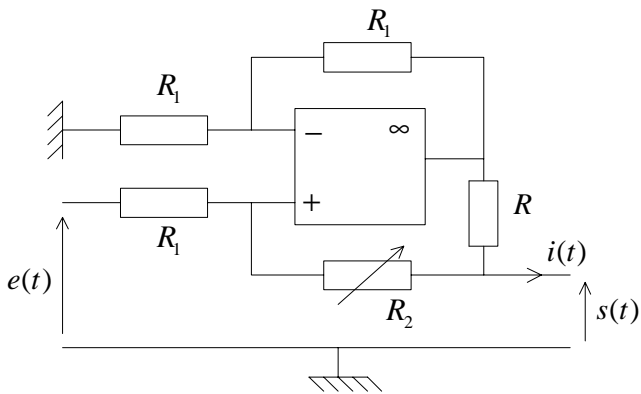 R₁
R₁
− ∞
+
R₁
R
i(t)
e(t)
R₂
s(t)